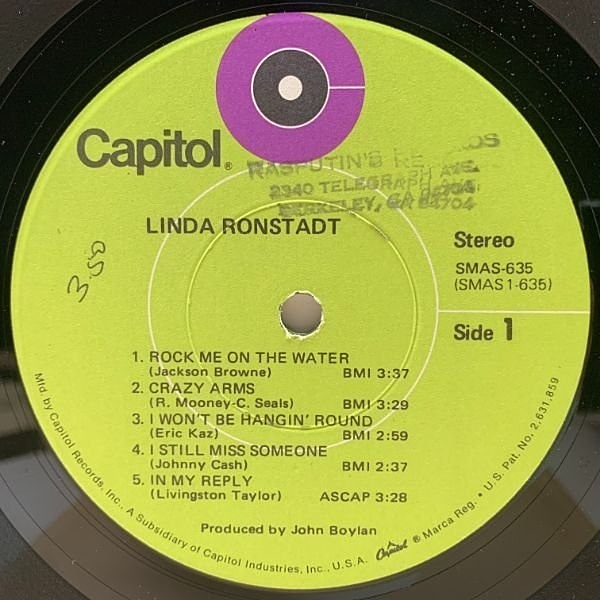 Capitol®
RASPUTIN'S RECORDS
2340 TELEGRAPH AVE.
BERKELEY, CA 94704
LINDA RONSTADT
3.50
Stereo
SMAS-635
(SMAS1-635)
Side 1
1. ROCK ME ON THE WATER
(Jackson Browne) BMI 3:37
2. CRAZY ARMS
(R. Mooney-C. Seals) BMI 3:29
3. I WON'T BE HANGIN' ROUND
(Eric Kaz) BMI 2:59
4. I STILL MISS SOMEONE
(Johnny Cash) BMI 2:37
5. IN MY REPLY
(Livingston Taylor) ASCAP 3:28
Produced by John Boylan
Mfd. by Capitol Records, Inc., A Subsidiary of Capitol Industries, Inc., U.S.A. Capitol ® Marca Reg. • U.S. Pat. No. 2,631,859